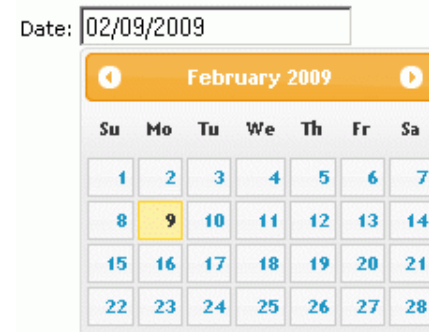 Date: 02/09/2009
February 2009
Su Mo Tu We Th Fr Sa
1 2 3 4 5 6 7
8 9 10 11 12 13 14
15 16 17 18 19 20 21
22 23 24 25 26 27 28